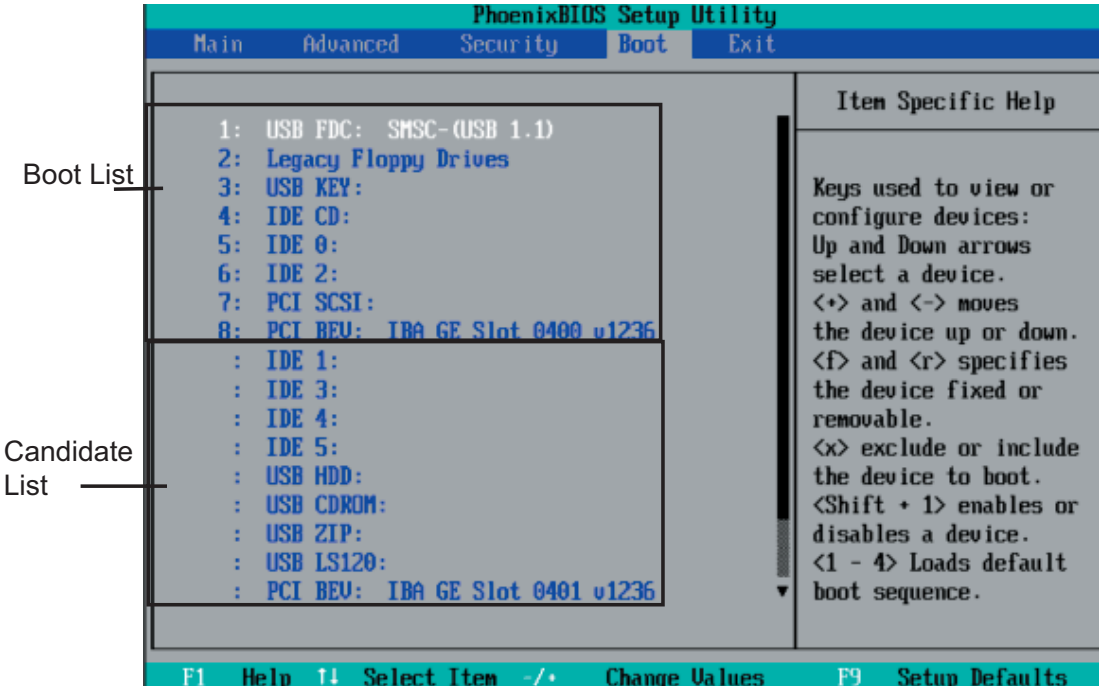 PhoenixBIOS Setup Utility
Main Advanced Security Boot Exit
Boot List
1: USB FDC: SMSC-(USB 1.1)
2: Legacy Floppy Drives
3: USB KEY:
4: IDE CD:
5: IDE 0:
6: IDE 2:
7: PCI SCSI:
8: PCI BEV: IBA GE Slot 0400 v1236
Candidate
List
: IDE 1:
: IDE 3:
: IDE 4:
: IDE 5:
: USB HDD:
: USB CDROM:
: USB ZIP:
: USB LS120:
: PCI BEV: IBA GE Slot 0401 v1236
Item Specific Help
Keys used to view or
configure devices:
Up and Down arrows
select a device.
<+> and <-> moves
the device up or down.
<f> and <r> specifies
the device fixed or
removable.
<x> exclude or include
the device to boot.
<Shift + 1> enables or
disables a device.
<1 - 4> Loads default
boot sequence.
F1 Help ↑↓ Select Item -/+ Change Values F9 Setup Defaults